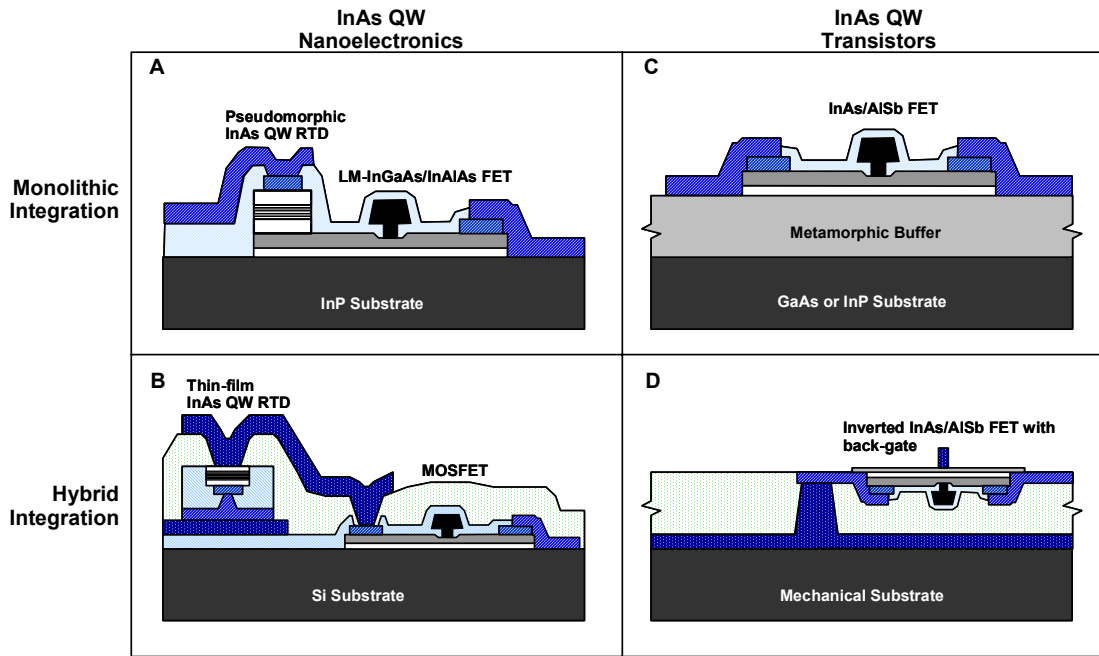 InAs QW
Nanoelectronics
InAs QW
Transistors
Monolithic
Integration
A
Pseudomorphic
InAs QW RTD
LM-InGaAs/InAlAs FET
InP Substrate
C
InAs/AlSb FET
Metamorphic Buffer
GaAs or InP Substrate
Hybrid
Integration
B
Thin-film
InAs QW RTD
MOSFET
Si Substrate
D
Inverted InAs/AlSb FET with
back-gate
Mechanical Substrate